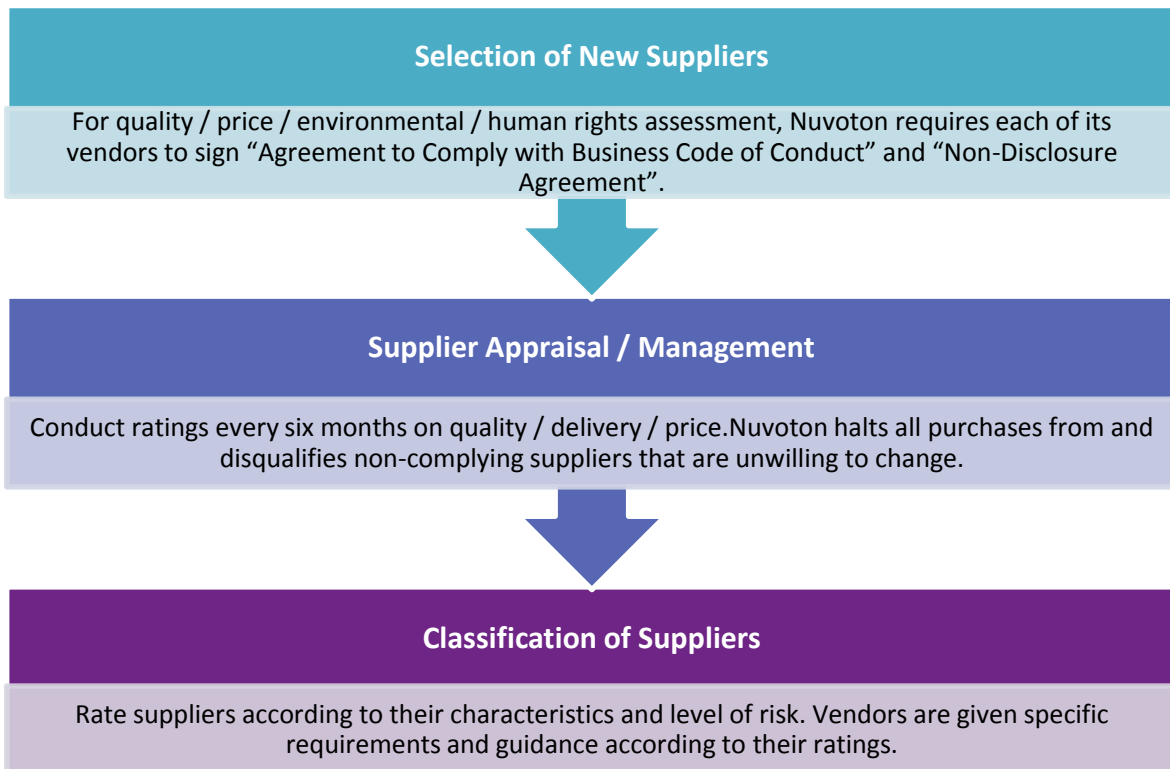 Selection of New Suppliers
For quality / price / environmental / human rights assessment, Nuvoton requires each of its
vendors to sign “Agreement to Comply with Business Code of Conduct” and “Non-Disclosure
Agreement”.
Supplier Appraisal / Management
Conduct ratings every six months on quality / delivery / price.Nuvoton halts all purchases from and
disqualifies non-complying suppliers that are unwilling to change.
Classification of Suppliers
Rate suppliers according to their characteristics and level of risk. Vendors are given specific
requirements and guidance according to their ratings.